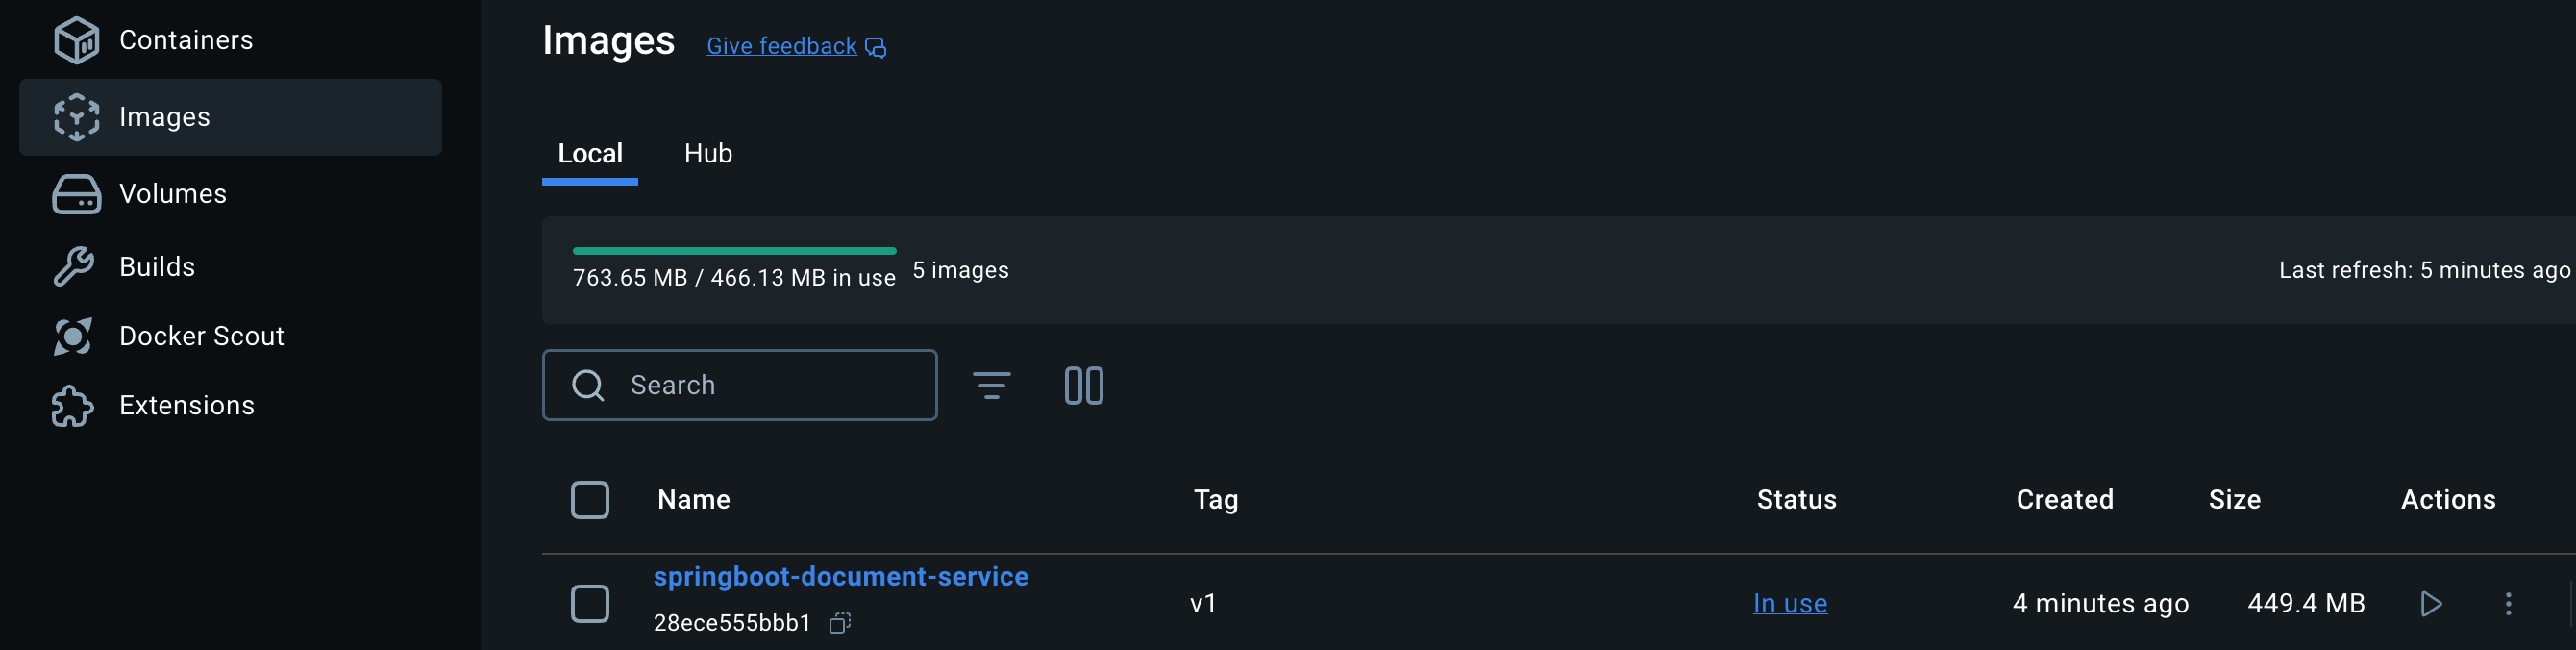 Containers
Images
Volumes
Builds
Docker Scout
Extensions
Images Give feedback
Local Hub
763.65 MB / 466.13 MB in use 5 images Last refresh: 5 minutes ago
Search
Name Tag Status Created Size Actions
springboot-document-service
28ece555bbb1 v1 In use 4 minutes ago 449.4 MB